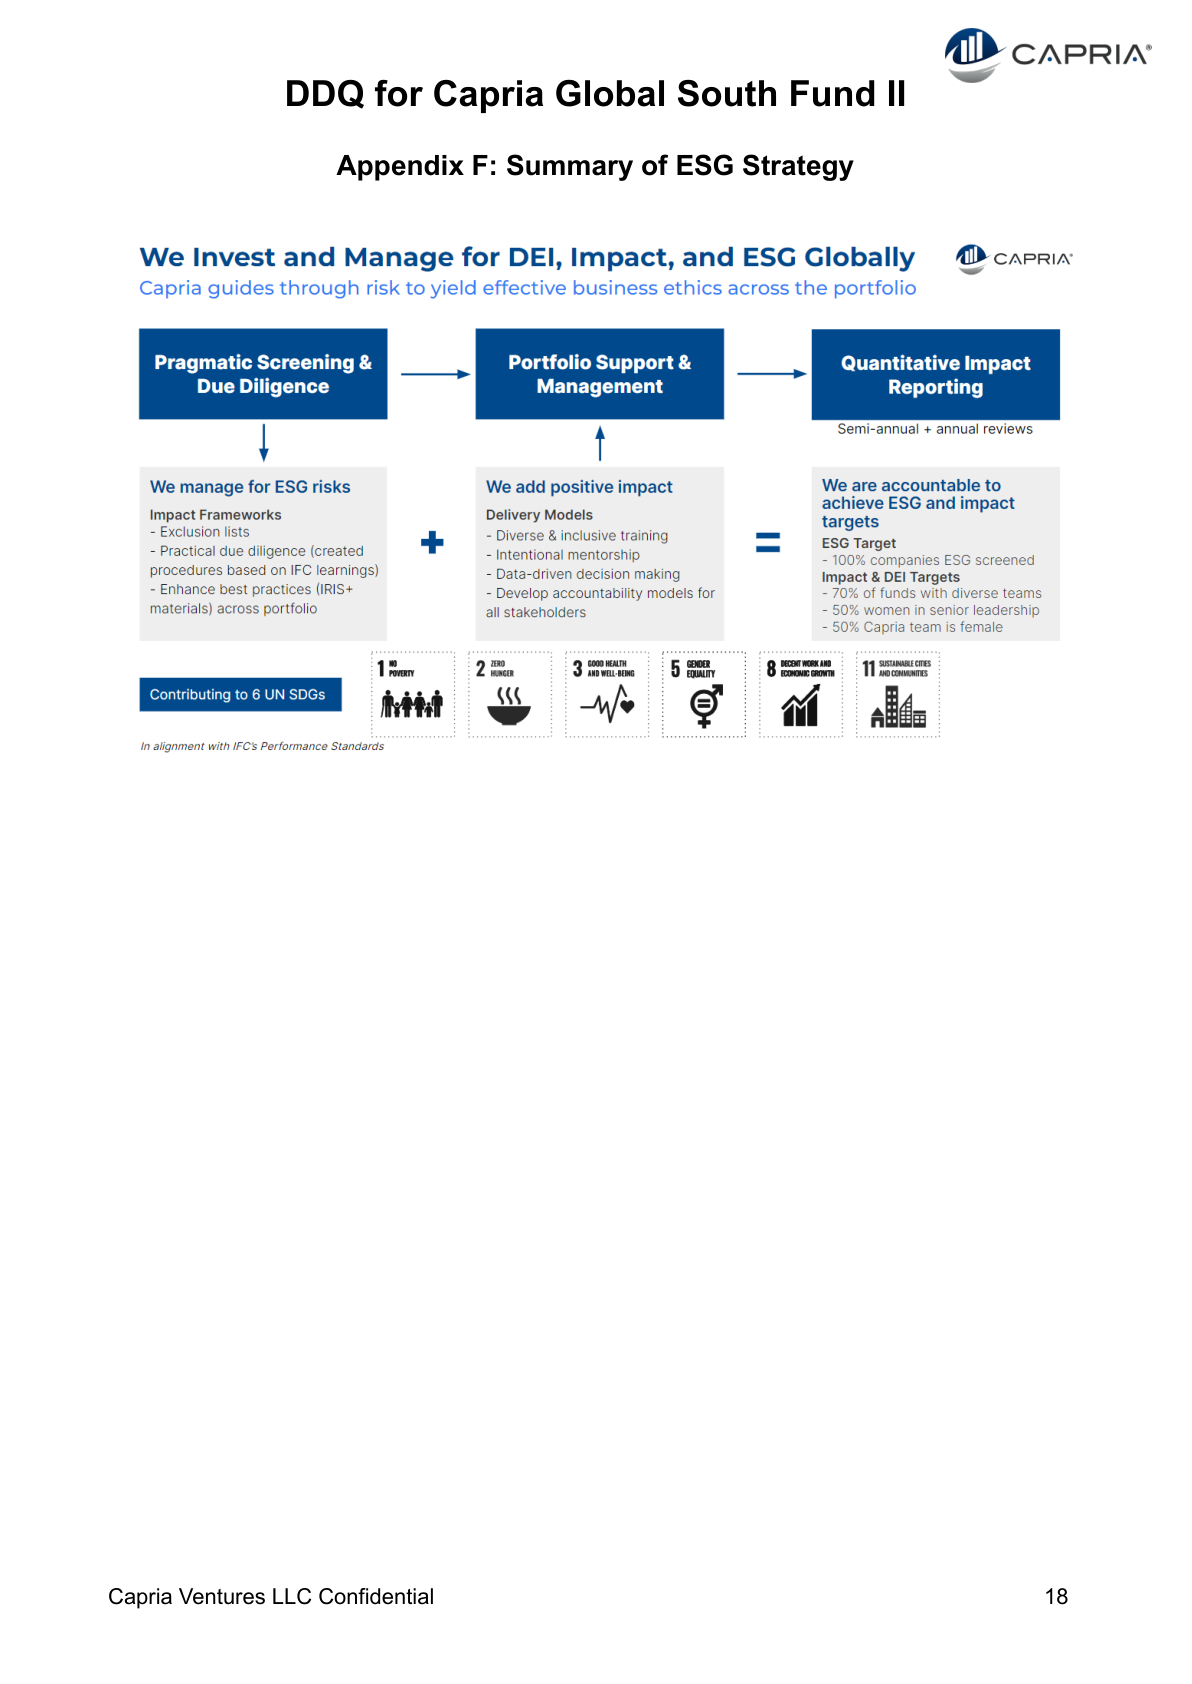 CAPRIA®
DDQ for Capria Global South Fund II
Appendix F: Summary of ESG Strategy
We Invest and Manage for DEI, Impact, and ESG Globally
CAPRIA®
Capria guides through risk to yield effective business ethics across the portfolio
Pragmatic Screening &
Due Diligence
Portfolio Support &
Management
Quantitative Impact
Reporting
Semi-annual + annual reviews
We manage for ESG risks
Impact Frameworks
- Exclusion lists
- Practical due diligence (created
procedures based on IFC learnings)
- Enhance best practices (IRIS+
materials) across portfolio
+
We add positive impact
Delivery Models
- Diverse & inclusive training
- Intentional mentorship
- Data-driven decision making
- Develop accountability models for
all stakeholders
=
We are accountable to
achieve ESG and impact
targets
ESG Target
- 100% companies ESG screened
Impact & DEI Targets
- 70% of funds with diverse teams
- 50% women in senior leadership
- 50% Capria team is female
Contributing to 6 UN SDGs
1 NO
POVERTY
2 ZERO
HUNGER
3 GOOD HEALTH
AND WELL-BEING
5 GENDER
EQUALITY
8 DECENT WORK AND
ECONOMIC GROWTH
11 SUSTAINABLE CITIES
AND COMMUNITIES
In alignment with IFC's Performance Standards
Capria Ventures LLC Confidential
18